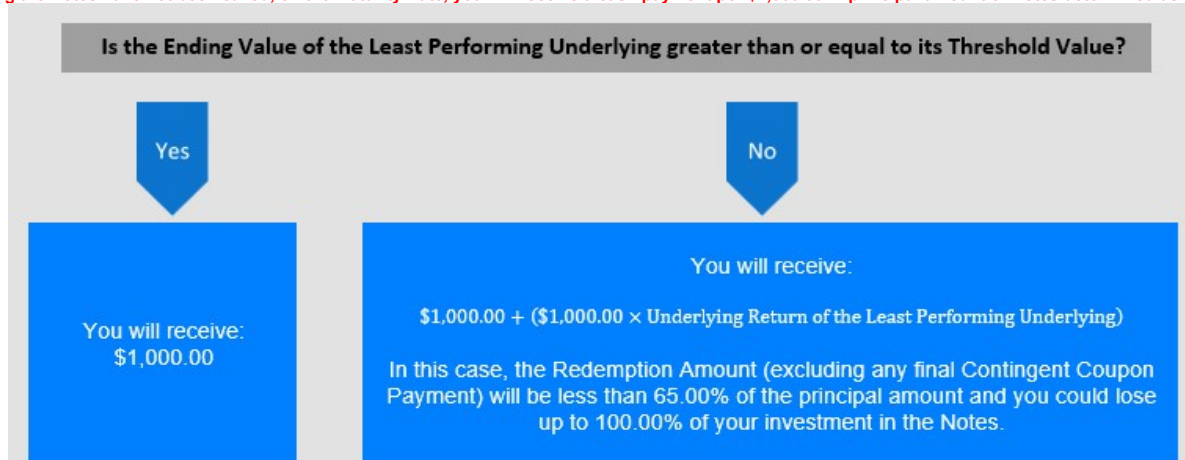 Is the Ending Value of the Least Performing Underlying greater than or equal to its Threshold Value?
Yes
No
You will receive:
$1,000.00
You will receive:
$1,000.00 + ($1,000.00 × Underlying Return of the Least Performing Underlying)
In this case, the Redemption Amount (excluding any final Contingent Coupon
Payment) will be less than 65.00% of the principal amount and you could lose
up to 100.00% of your investment in the Notes.